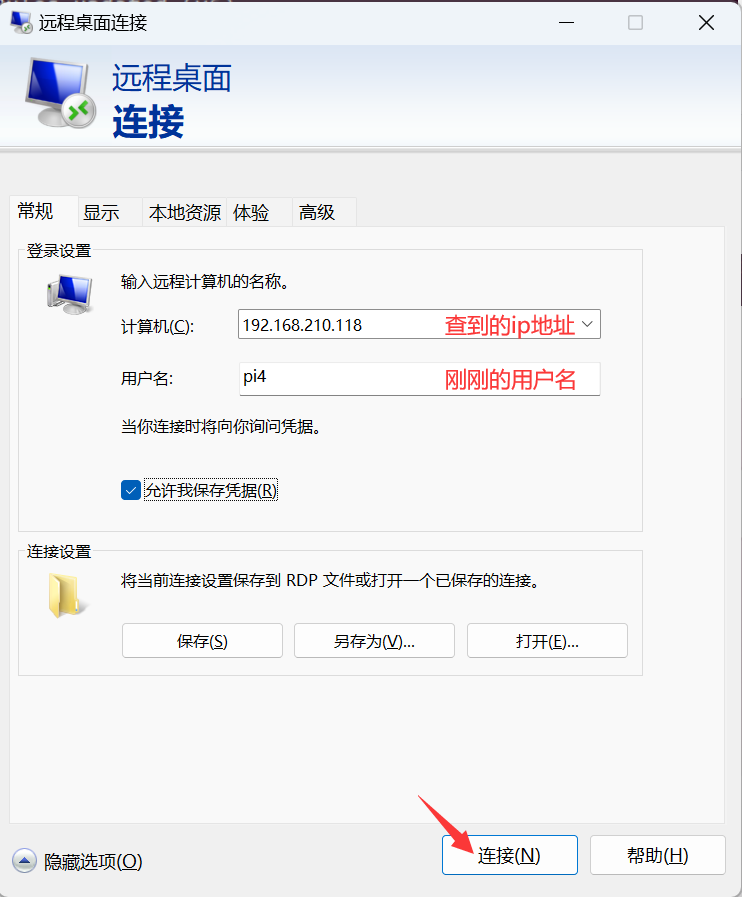 远程桌面连接
远程桌面
连接
常规
显示
本地资源
体验
高级
登录设置
输入远程计算机的名称。
计算机(C):
192.168.210.118
查到的ip地址
用户名:
pi4
刚刚的用户名
当你连接时将向你询问凭据。
允许我保存凭据(R)
连接设置
将当前连接设置保存到 RDP 文件或打开一个已保存的连接。
保存(S)
另存为(V)...
打开(E)...
隐藏选项(O)
连接(N)
帮助(H)